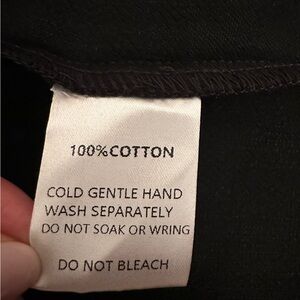 100%COTTON
COLD GENTLE HAND
WASH SEPARATELY
DO NOT SOAK OR WRING
DO NOT BLEACH